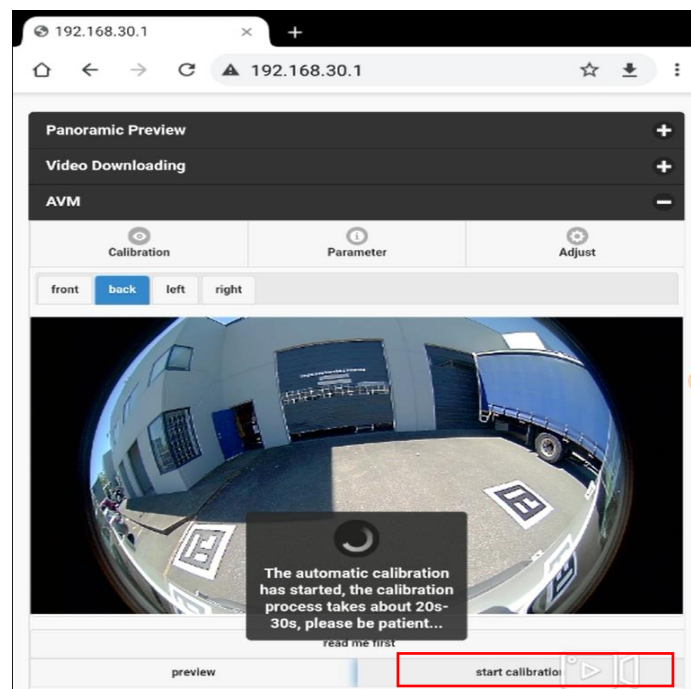 192.168.30.1
192.168.30.1
Panoramic Preview
Video Downloading
AVM
Calibration Parameter Adjust
front back left right
The automatic calibration
has started, the calibration
process takes about 20s-
30s, please be patient...
read me first
preview start calibration